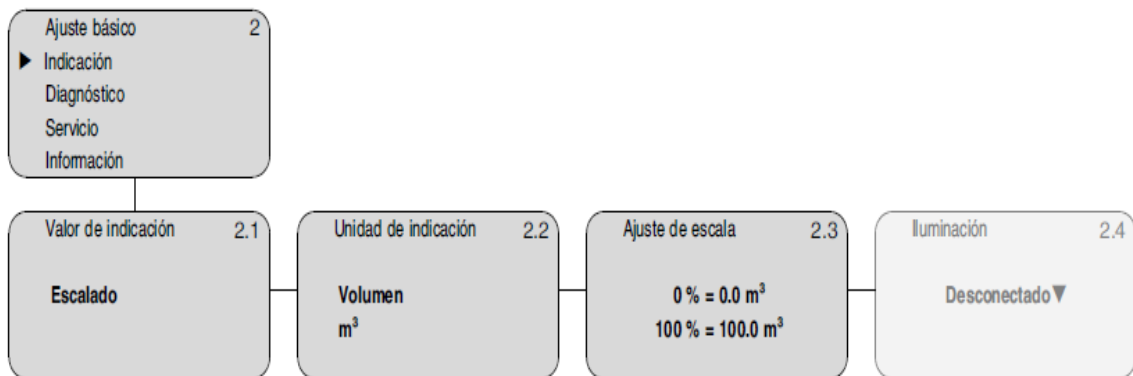 Ajuste básico 2
▶ Indicación
Diagnóstico
Servicio
Información
Valor de indicación 2.1
Escalado
Unidad de indicación 2.2
Volumen
m³
Ajuste de escala 2.3
0 % = 0.0 m³
100 % = 100.0 m³
Iluminación 2.4
Desconectado▼